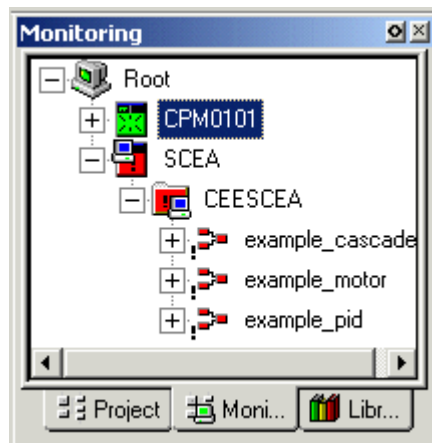 Monitoring
Root
CPM0101
SCEA
CEESCEA
example_cascade
example_motor
example_pid
Project Moni... Libr...